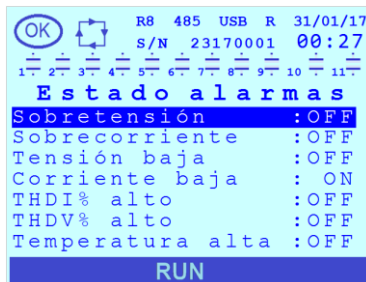 OK R8 485 USB R 31/01/17
S/N 23170001 00:27
1 2 3 4 5 6 7 8 9 10 11
Estado alarmas
Sobretensión :OFF
Sobrecorriente :OFF
Tensión baja :OFF
Corriente baja : ON
THDI% alto :OFF
THDV% alto :OFF
Temperatura alta :OFF
RUN